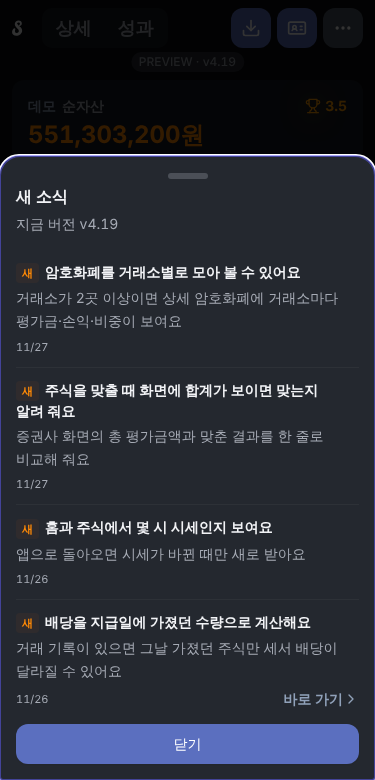 S 상세 성과
PREVIEW · v4.19
데모 순자산 3.5
551,303,200원
새 소식
지금 버전 v4.19
새 암호화폐를 거래소별로 모아 볼 수 있어요
거래소가 2곳 이상이면 상세 암호화폐에 거래소마다
평가금·손익·비중이 보여요
11/27
새 주식을 맞출 때 화면에 합계가 보이면 맞는지
알려 줘요
증권사 화면의 총 평가금액과 맞춘 결과를 한 줄로
비교해 줘요
11/27
새 홈과 주식에서 몇 시 시세인지 보여요
앱으로 돌아오면 시세가 바뀐 때만 새로 받아요
11/26
새 배당을 지급일에 가졌던 수량으로 계산해요
거래 기록이 있으면 그날 가졌던 주식만 세서 배당이
달라질 수 있어요
11/26 바로 가기
닫기